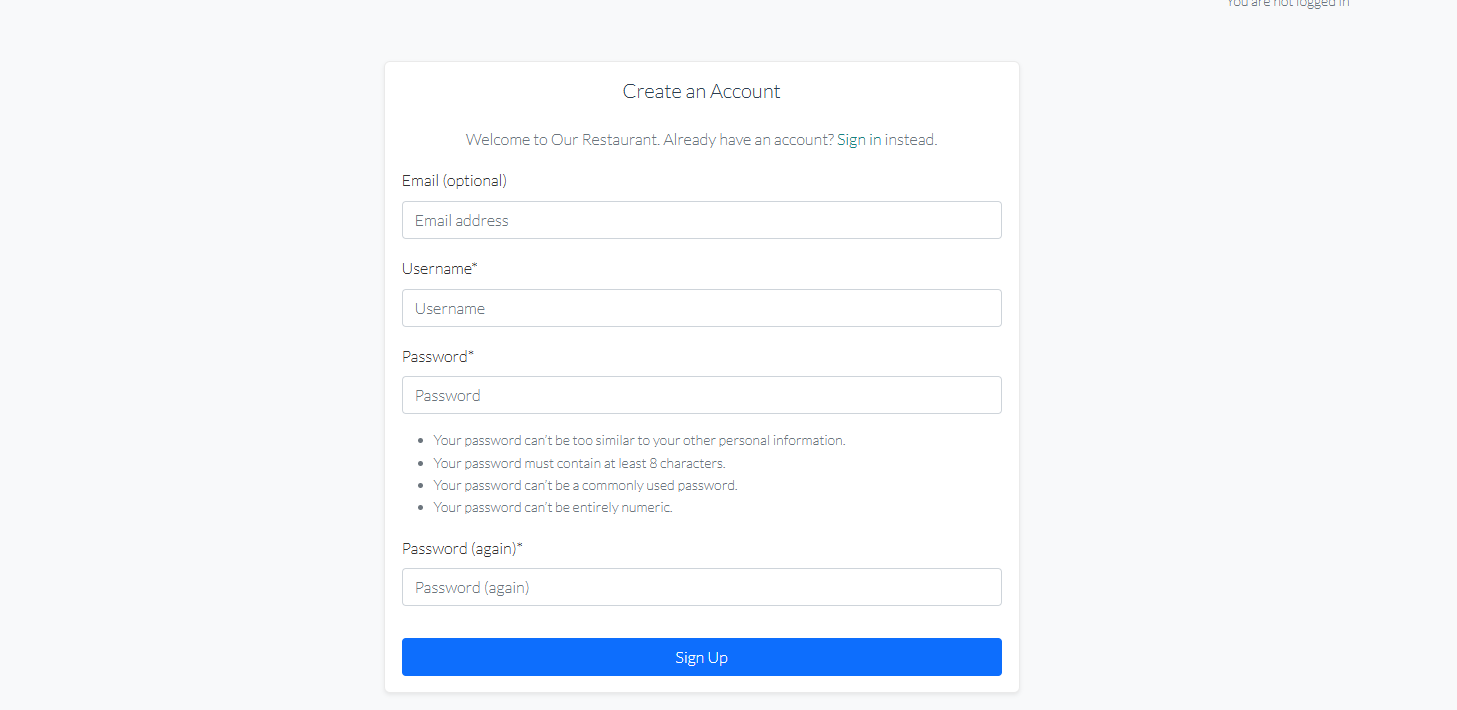 You are not logged in
Create an Account
Welcome to Our Restaurant. Already have an account? Sign in instead.
Email (optional)
Email address
Username*
Username
Password*
Password
Your password can't be too similar to your other personal information.
Your password must contain at least 8 characters.
Your password can't be a commonly used password.
Your password can't be entirely numeric.
Password (again)*
Password (again)
Sign Up